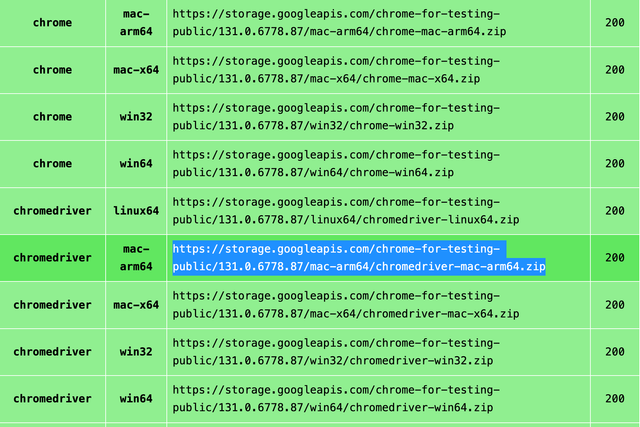 mac-
https://storage.googleapis.com/chrome-for-testing-
chrome
200
arm64
public/131.0.6778.87/mac-arm64/chrome-mac-arm64.zip
https://storage.googleapis.com/chrome-for-testing-
chrome mac-x64 200
public/131.0.6778.87/mac-x64/chrome-mac-x64.zip
https://storage.googleapis.com/chrome-for-testing-
chrome win32 200
public/131.0.6778.87/win32/chrome-win32.zip
https://storage.googleapis.com/chrome-for-testing-
chrome win64 200
public/131.0.6778.87/win64/chrome-win64.zip
https://storage.googleapis.com/chrome-for-testing-
chromedriver linux64 200
public/131.0.6778.87/linux64/chromedriver-linux64.zip
mac-
https://storage.googleapis.com/chrome-for-testing-
chromedriver
200
arm64
public/131.0.6778.87/mac-arm64/chromedriver-mac-arm64.zip
https://storage.googleapis.com/chrome-for-testing-
chromedriver mac-x64 200
public/131.0.6778.87/mac-x64/chromedriver-mac-x64.zip
https://storage.googleapis.com/chrome-for-testing-
chromedriver win32 200
public/131.0.6778.87/win32/chromedriver-win32.zip
https://storage.googleapis.com/chrome-for-testing-
chromedriver win64 200
public/131.0.6778.87/win64/chromedriver-win64.zip